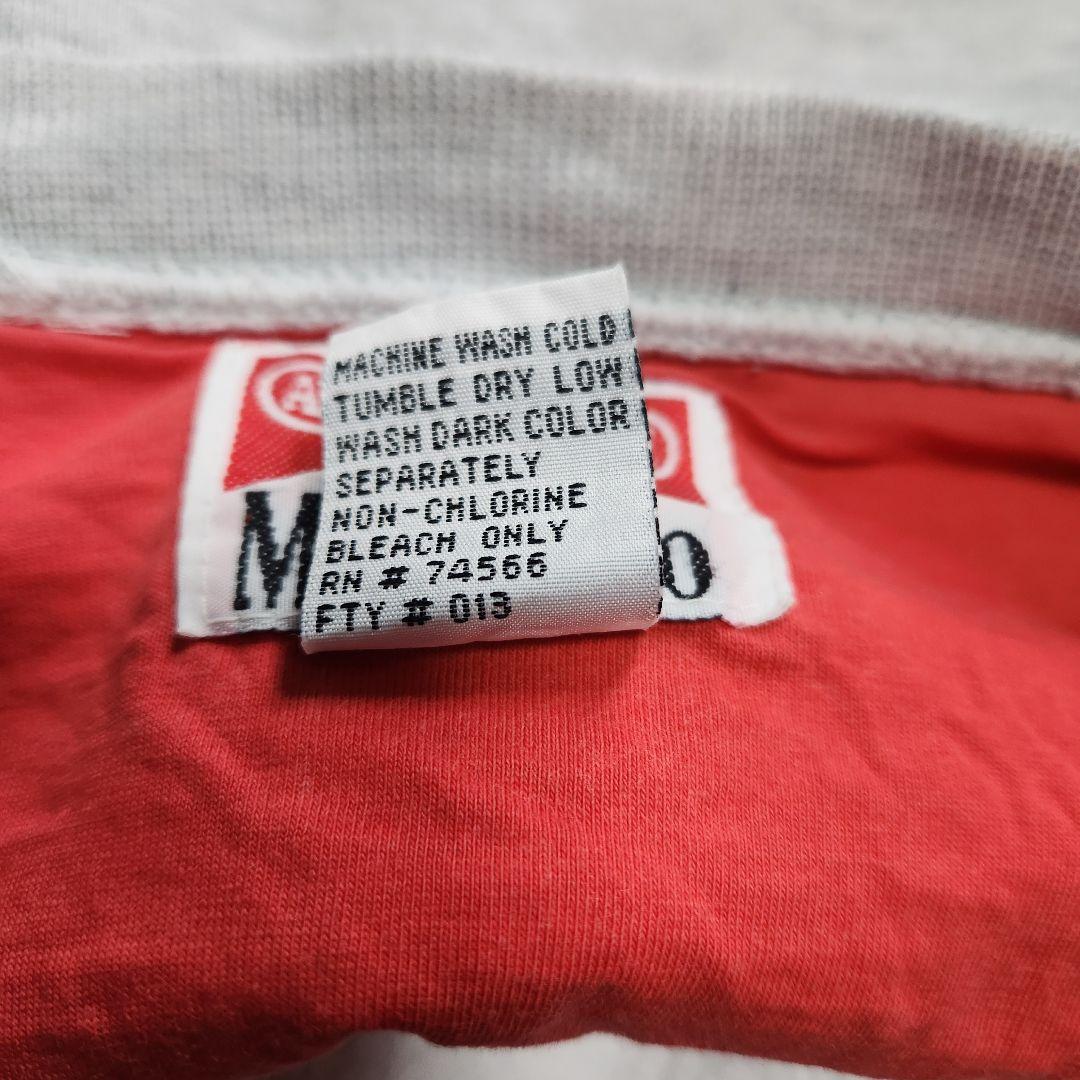 MACHINE WASH COLD
TUMBLE DRY LOW
WASH DARK COLOR
SEPARATELY
NON-CHLORINE
BLEACH ONLY
RN # 74566
FTY # 013